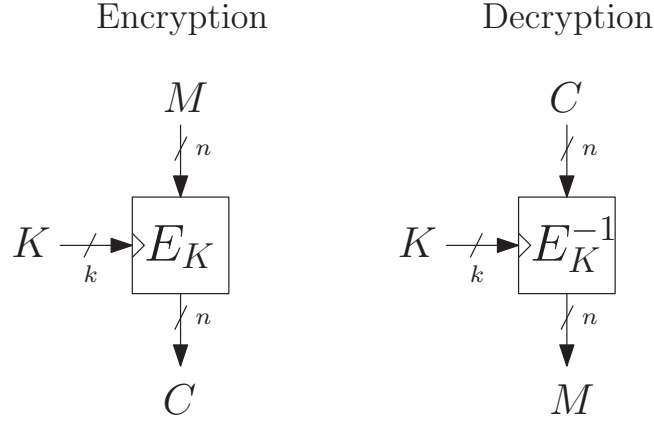 Encryption Decryption
M C
n n
K E_K K E_K^{-1}
k k
n n
C M